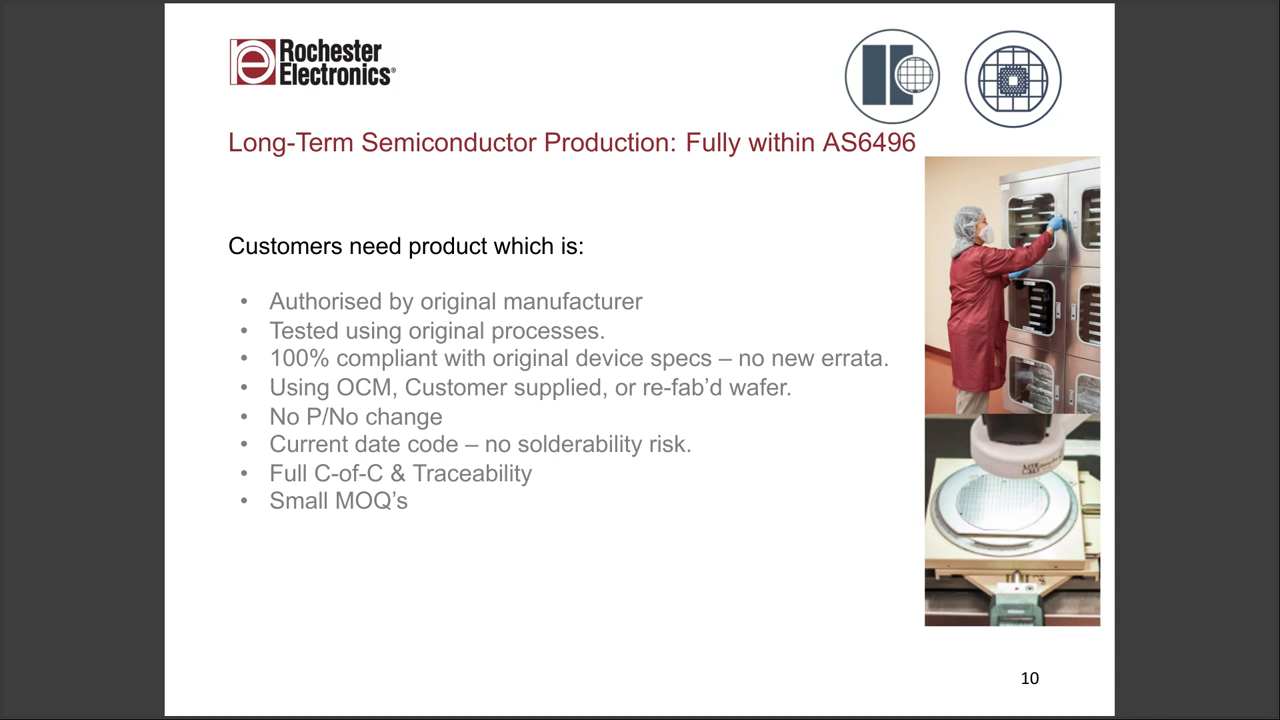 Rochester
Electronics®
Long-Term Semiconductor Production: Fully within AS6496
Customers need product which is:
• Authorised by original manufacturer
• Tested using original processes.
• 100% compliant with original device specs – no new errata.
• Using OCM, Customer supplied, or re-fab’d wafer.
• No P/No change
• Current date code – no solderability risk.
• Full C-of-C & Traceability
• Small MOQ’s
10